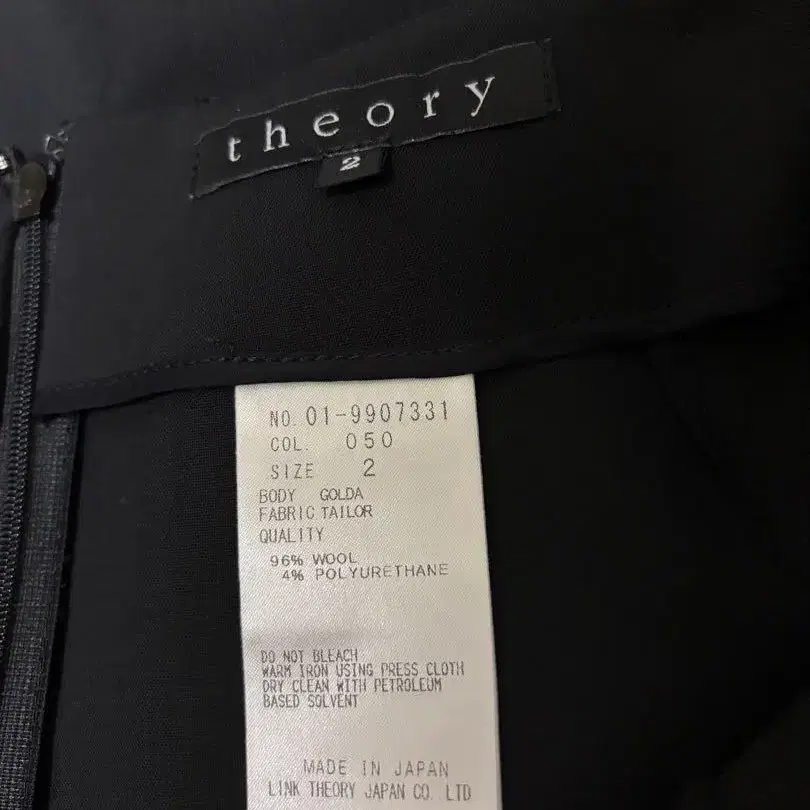 theory
2
NO. 01-9907331
COL. 050
SIZE 2
BODY GOLDA
FABRIC TAILOR
QUALITY
96% WOOL
4% POLYURETHANE
DO NOT BLEACH
WARM IRON USING PRESS CLOTH
DRY CLEAN WITH PETROLEUM
BASED SOLVENT
MADE IN JAPAN
LINK THEORY JAPAN CO. LTD